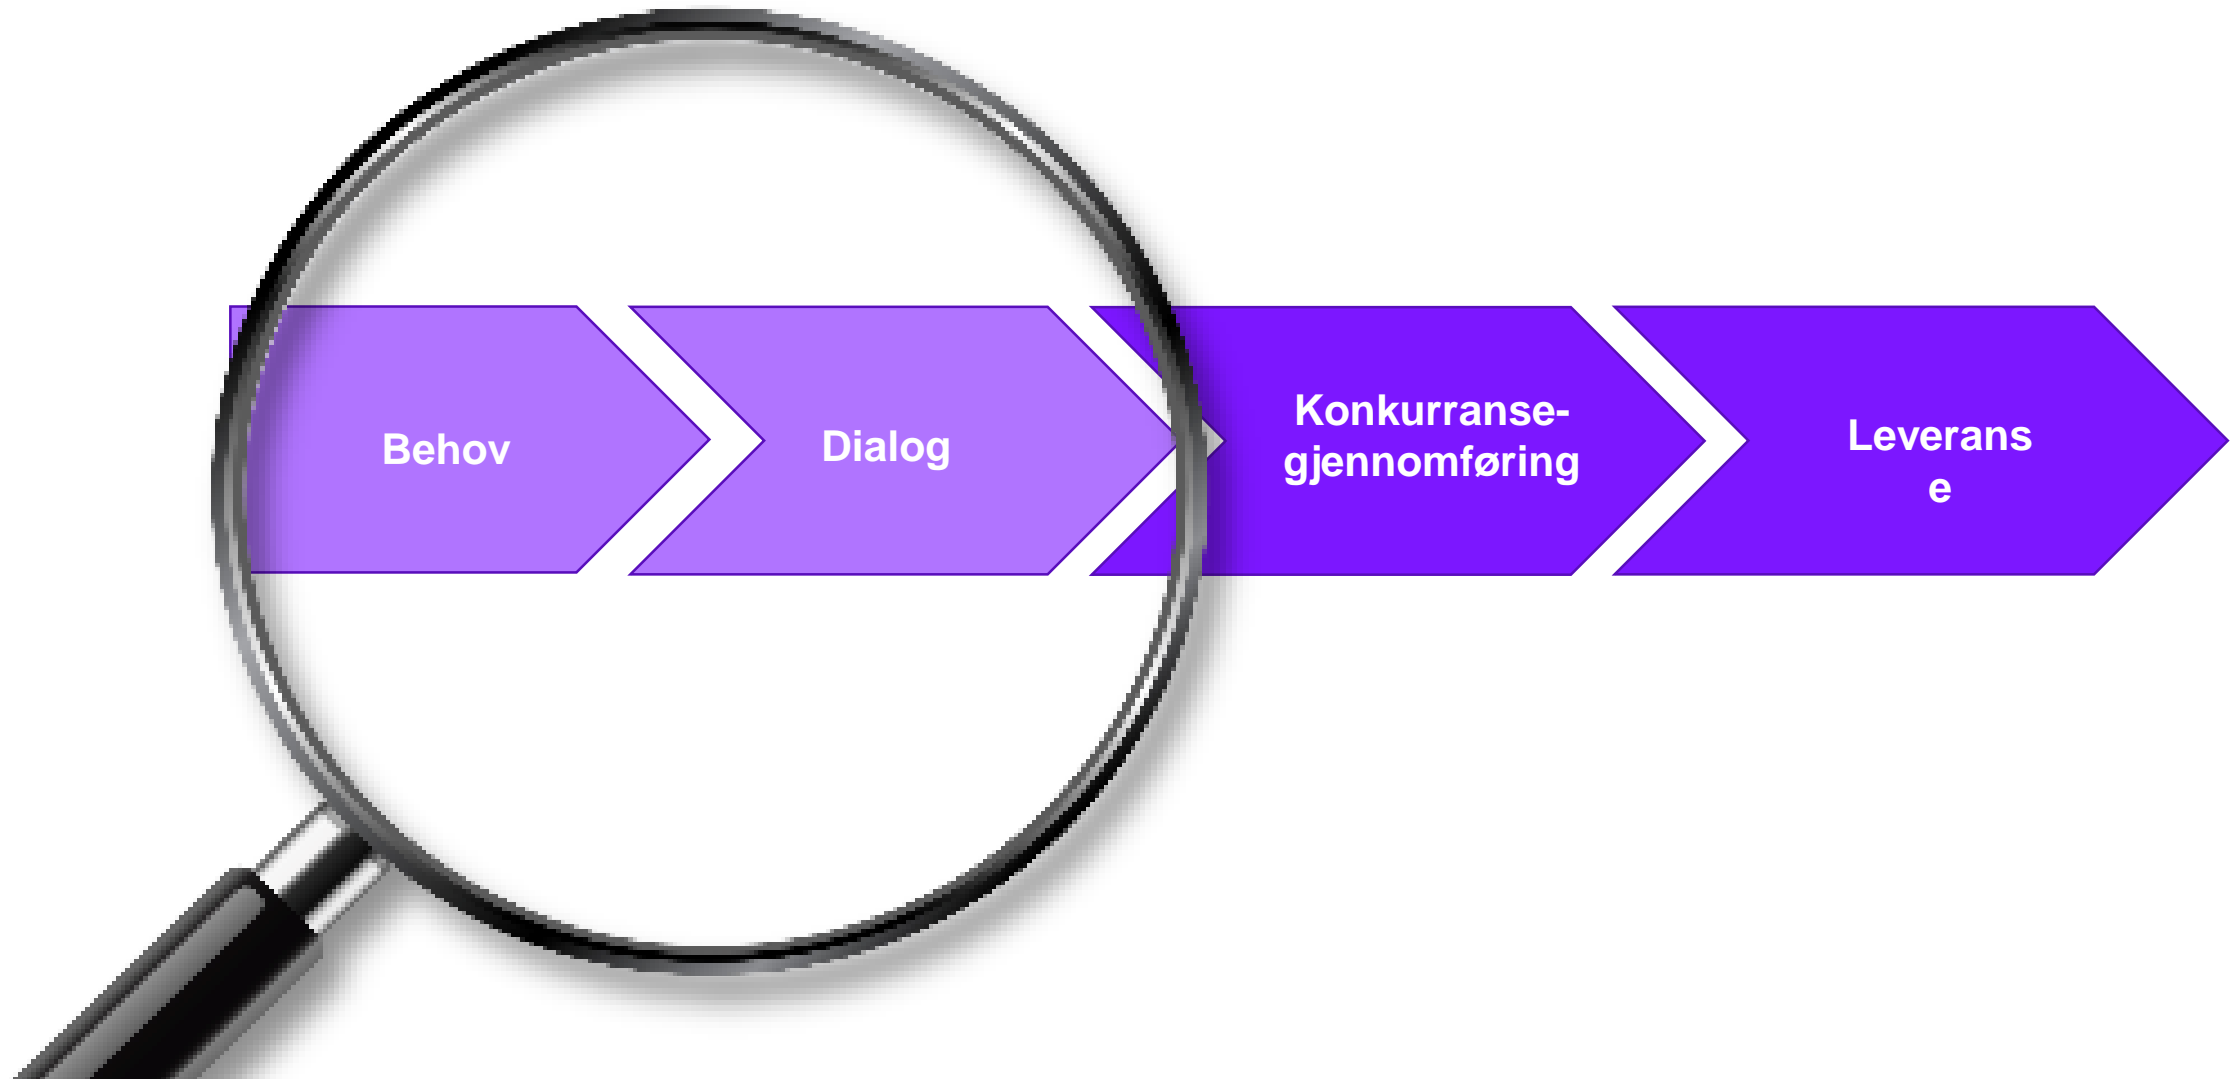 Behov
Dialog
Konkurranse-
gjennomføring
Leverans
e